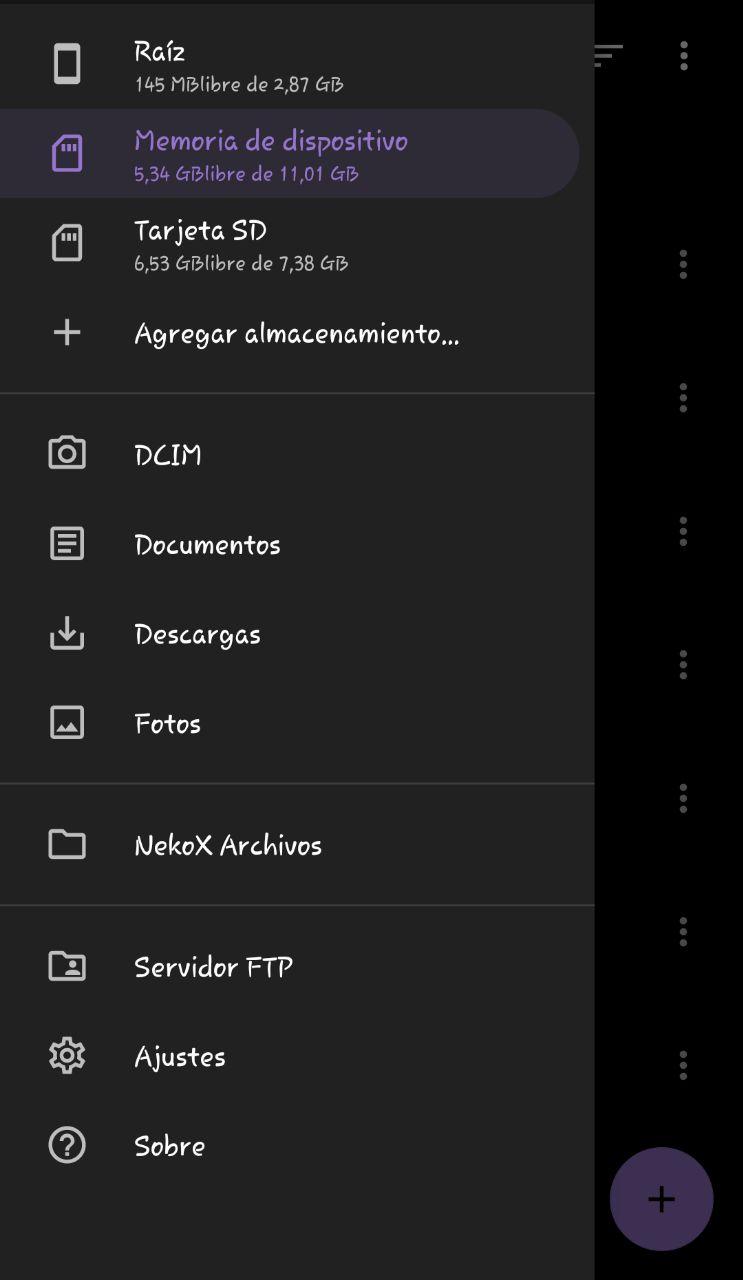 Raíz
145 MBlibre de 2,87 GB
Memoria de dispositivo
5,34 GBlibre de 11,01 GB
Tarjeta SD
6,53 GBlibre de 7,38 GB
Agregar almacenamiento...
DCIM
Documentos
Descargas
Fotos
NekoX Archivos
Servidor FTP
Ajustes
Sobre